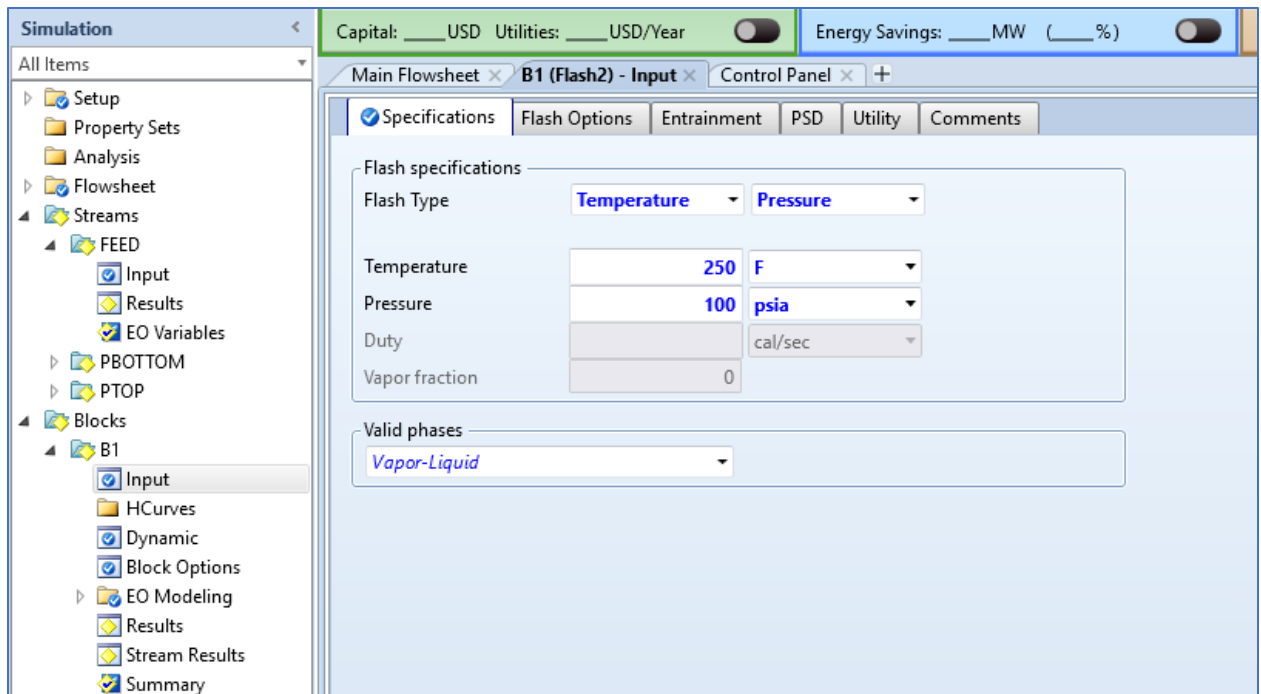 Simulation
Capital: ____USD Utilities: ____USD/Year
Energy Savings: ____MW (____%)
All Items
Main Flowsheet
B1 (Flash2) - Input
Control Panel
Setup
Property Sets
Analysis
Flowsheet
Streams
FEED
Input
Results
EO Variables
PBOTTOM
PTOP
Blocks
B1
Input
HCurves
Dynamic
Block Options
EO Modeling
Results
Stream Results
Summary
Specifications
Flash Options
Entrainment
PSD
Utility
Comments
Flash specifications
Flash Type Temperature Pressure
Temperature 250 F
Pressure 100 psia
Duty cal/sec
Vapor fraction 0
Valid phases
Vapor-Liquid